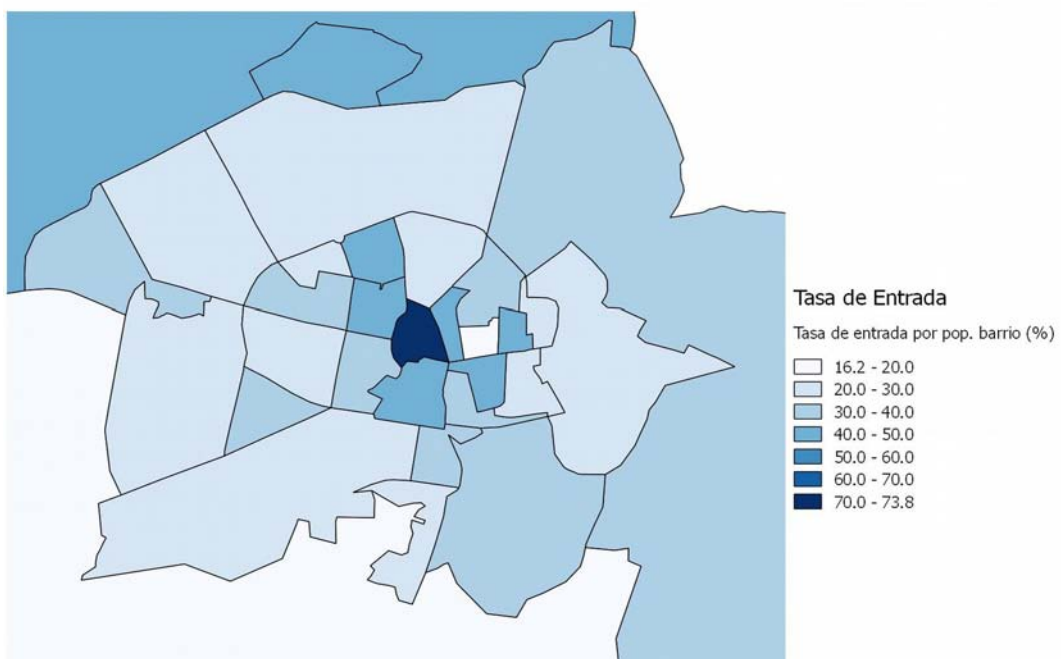 Tasa de Entrada
Tasa de entrada por pop. barrio (%)
16.2 - 20.0
20.0 - 30.0
30.0 - 40.0
40.0 - 50.0
50.0 - 60.0
60.0 - 70.0
70.0 - 73.8